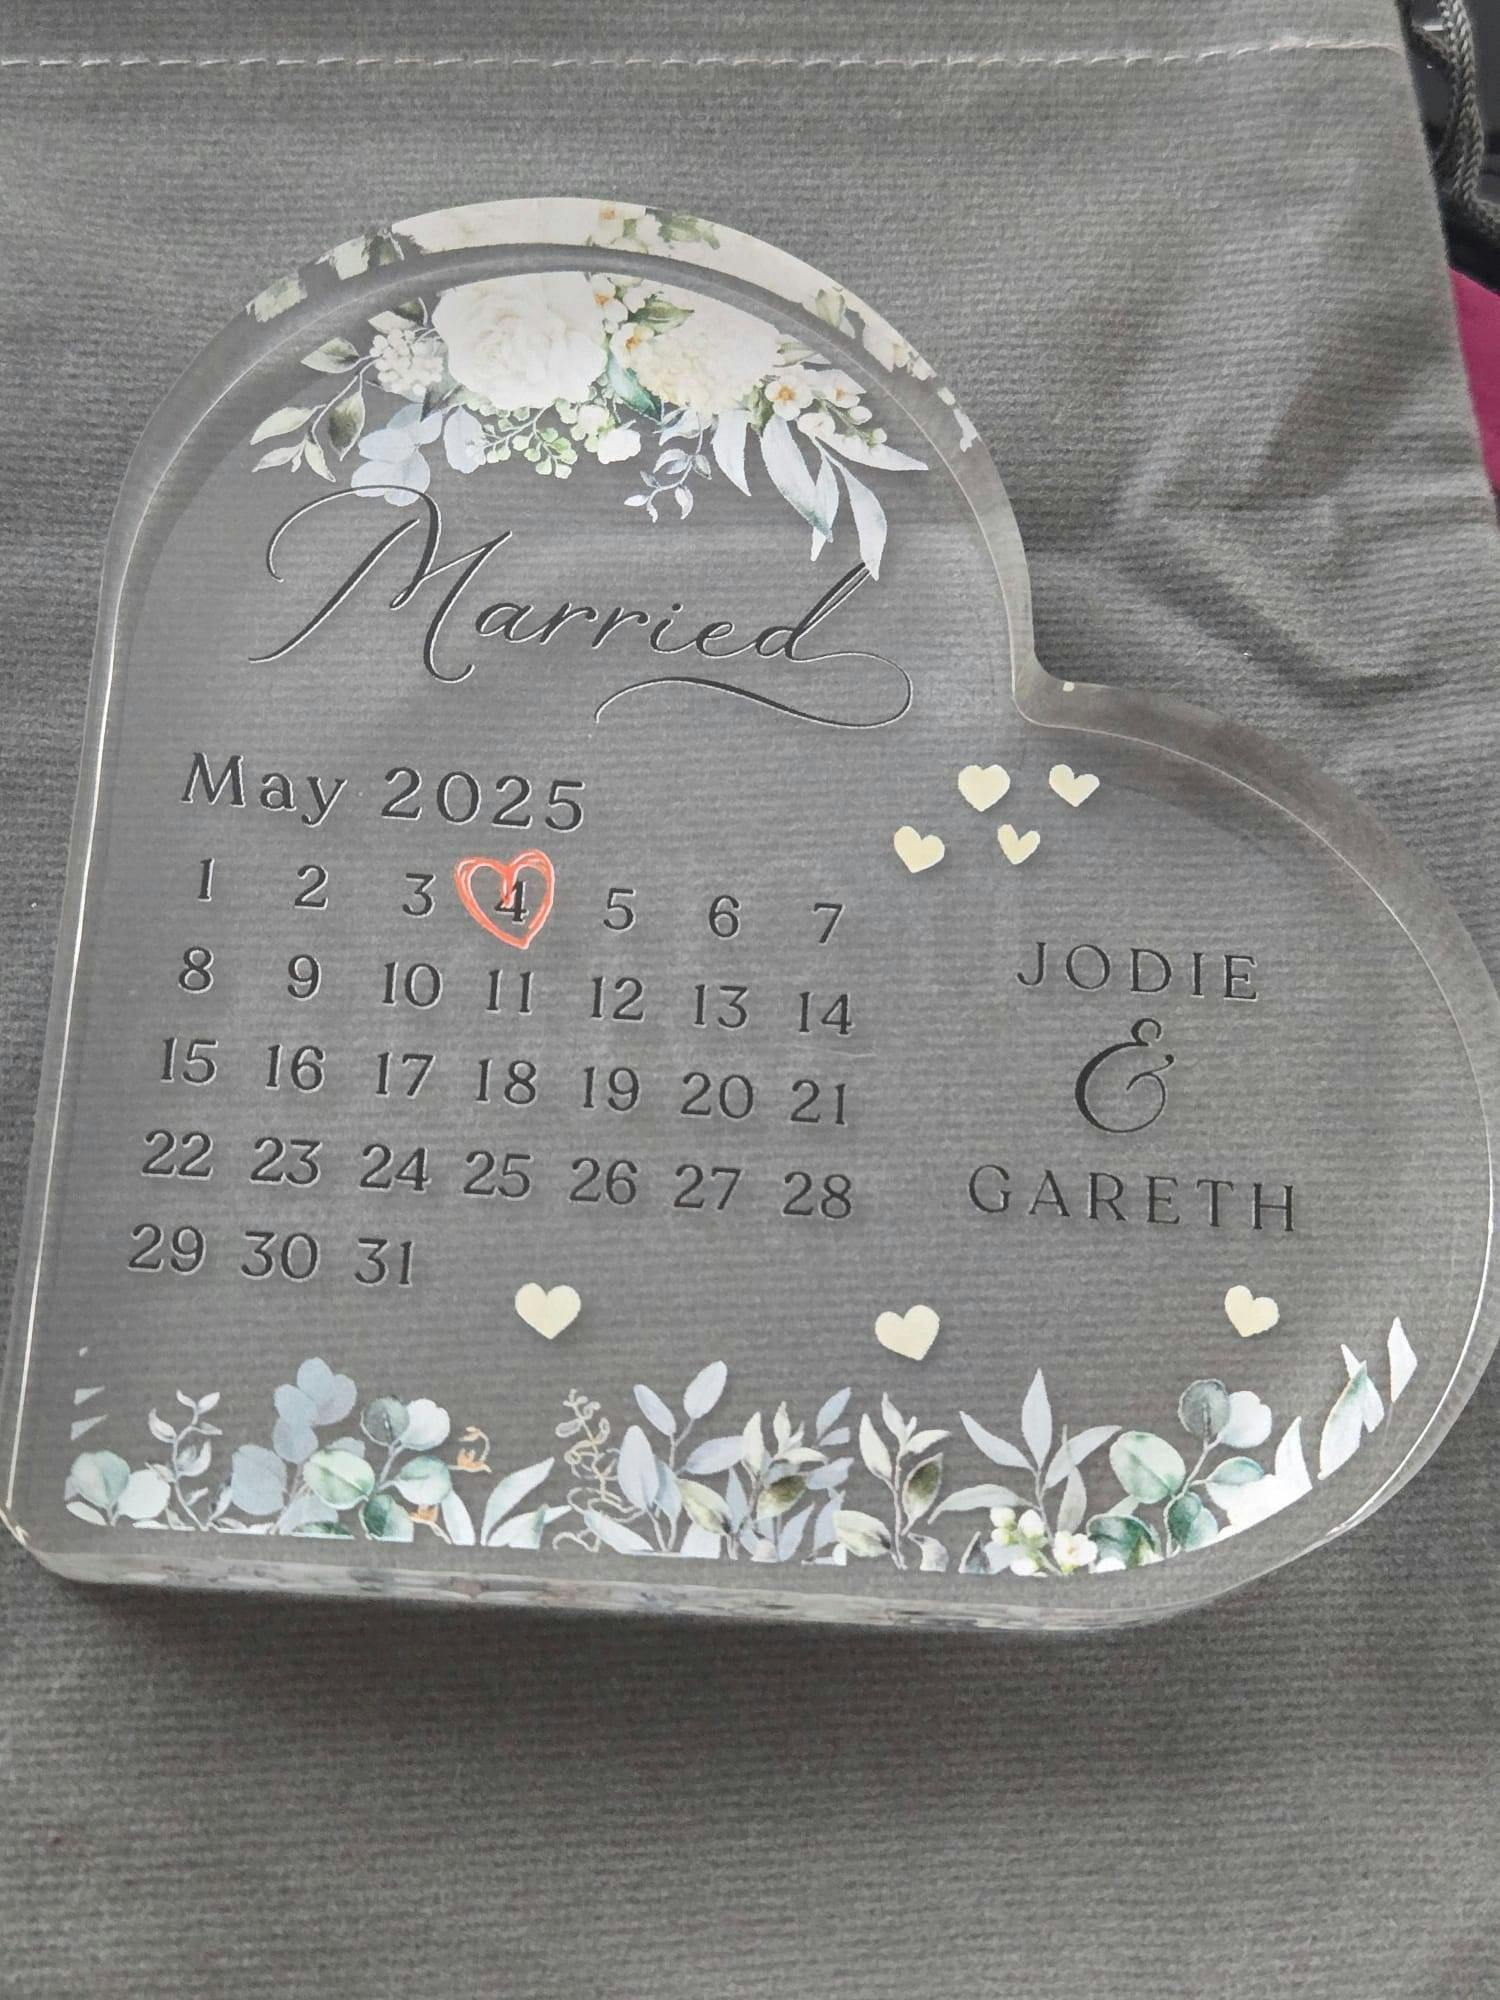 Married
May 2025
1 2 3 4 5 6 7
8 9 10 11 12 13 14
15 16 17 18 19 20 21
22 23 24 25 26 27 28
29 30 31
JODIE
&
GARETH